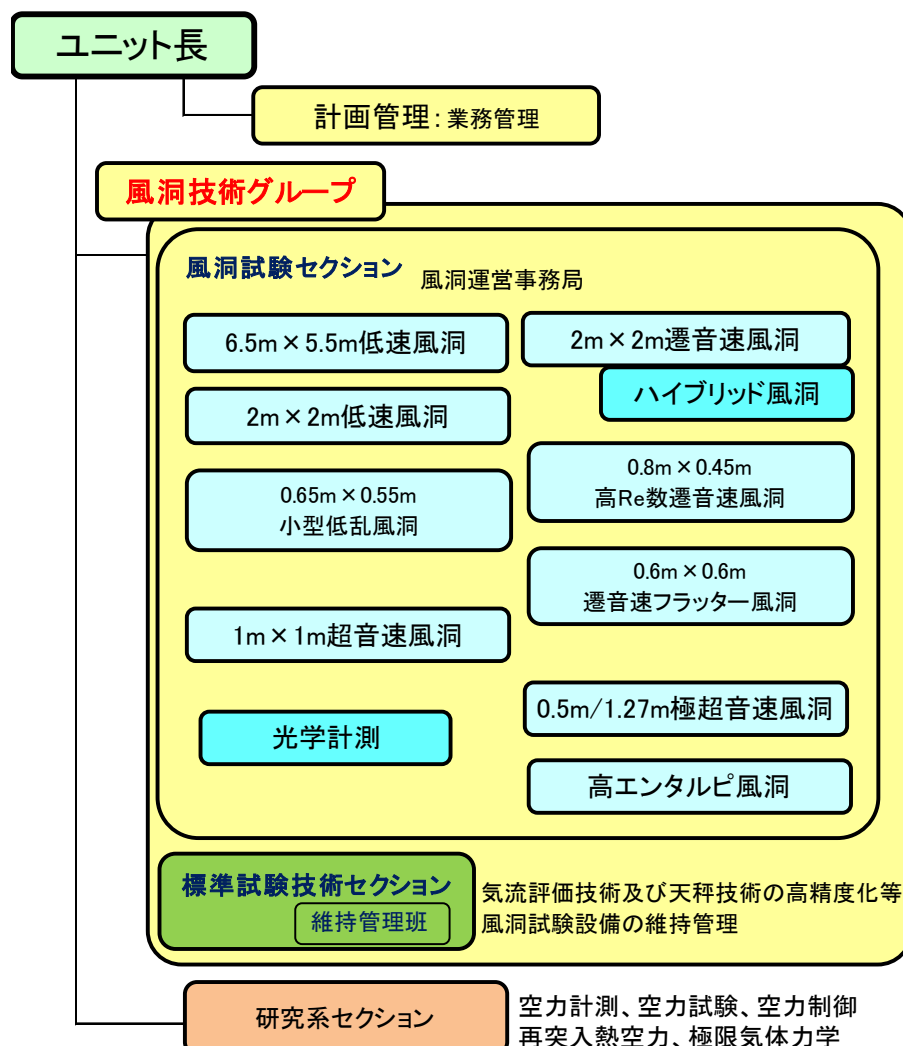 ユニット長
計画管理：業務管理
風洞技術グループ
風洞試験セクション 風洞運営事務局
6.5m×5.5m低速風洞
2m×2m遷音速風洞
ハイブリッド風洞
2m×2m低速風洞
0.8m×0.45m
高Re数遷音速風洞
0.65m×0.55m
小型低乱風洞
0.6m×0.6m
遷音速フラッター風洞
1m×1m超音速風洞
0.5m/1.27m極超音速風洞
光学計測
高エンタルピ風洞
標準試験技術セクション
維持管理班
気流評価技術及び天秤技術の高精度化等
風洞試験設備の維持管理
研究系セクション
空力計測、空力試験、空力制御
再突入熱空力、極限気体力学